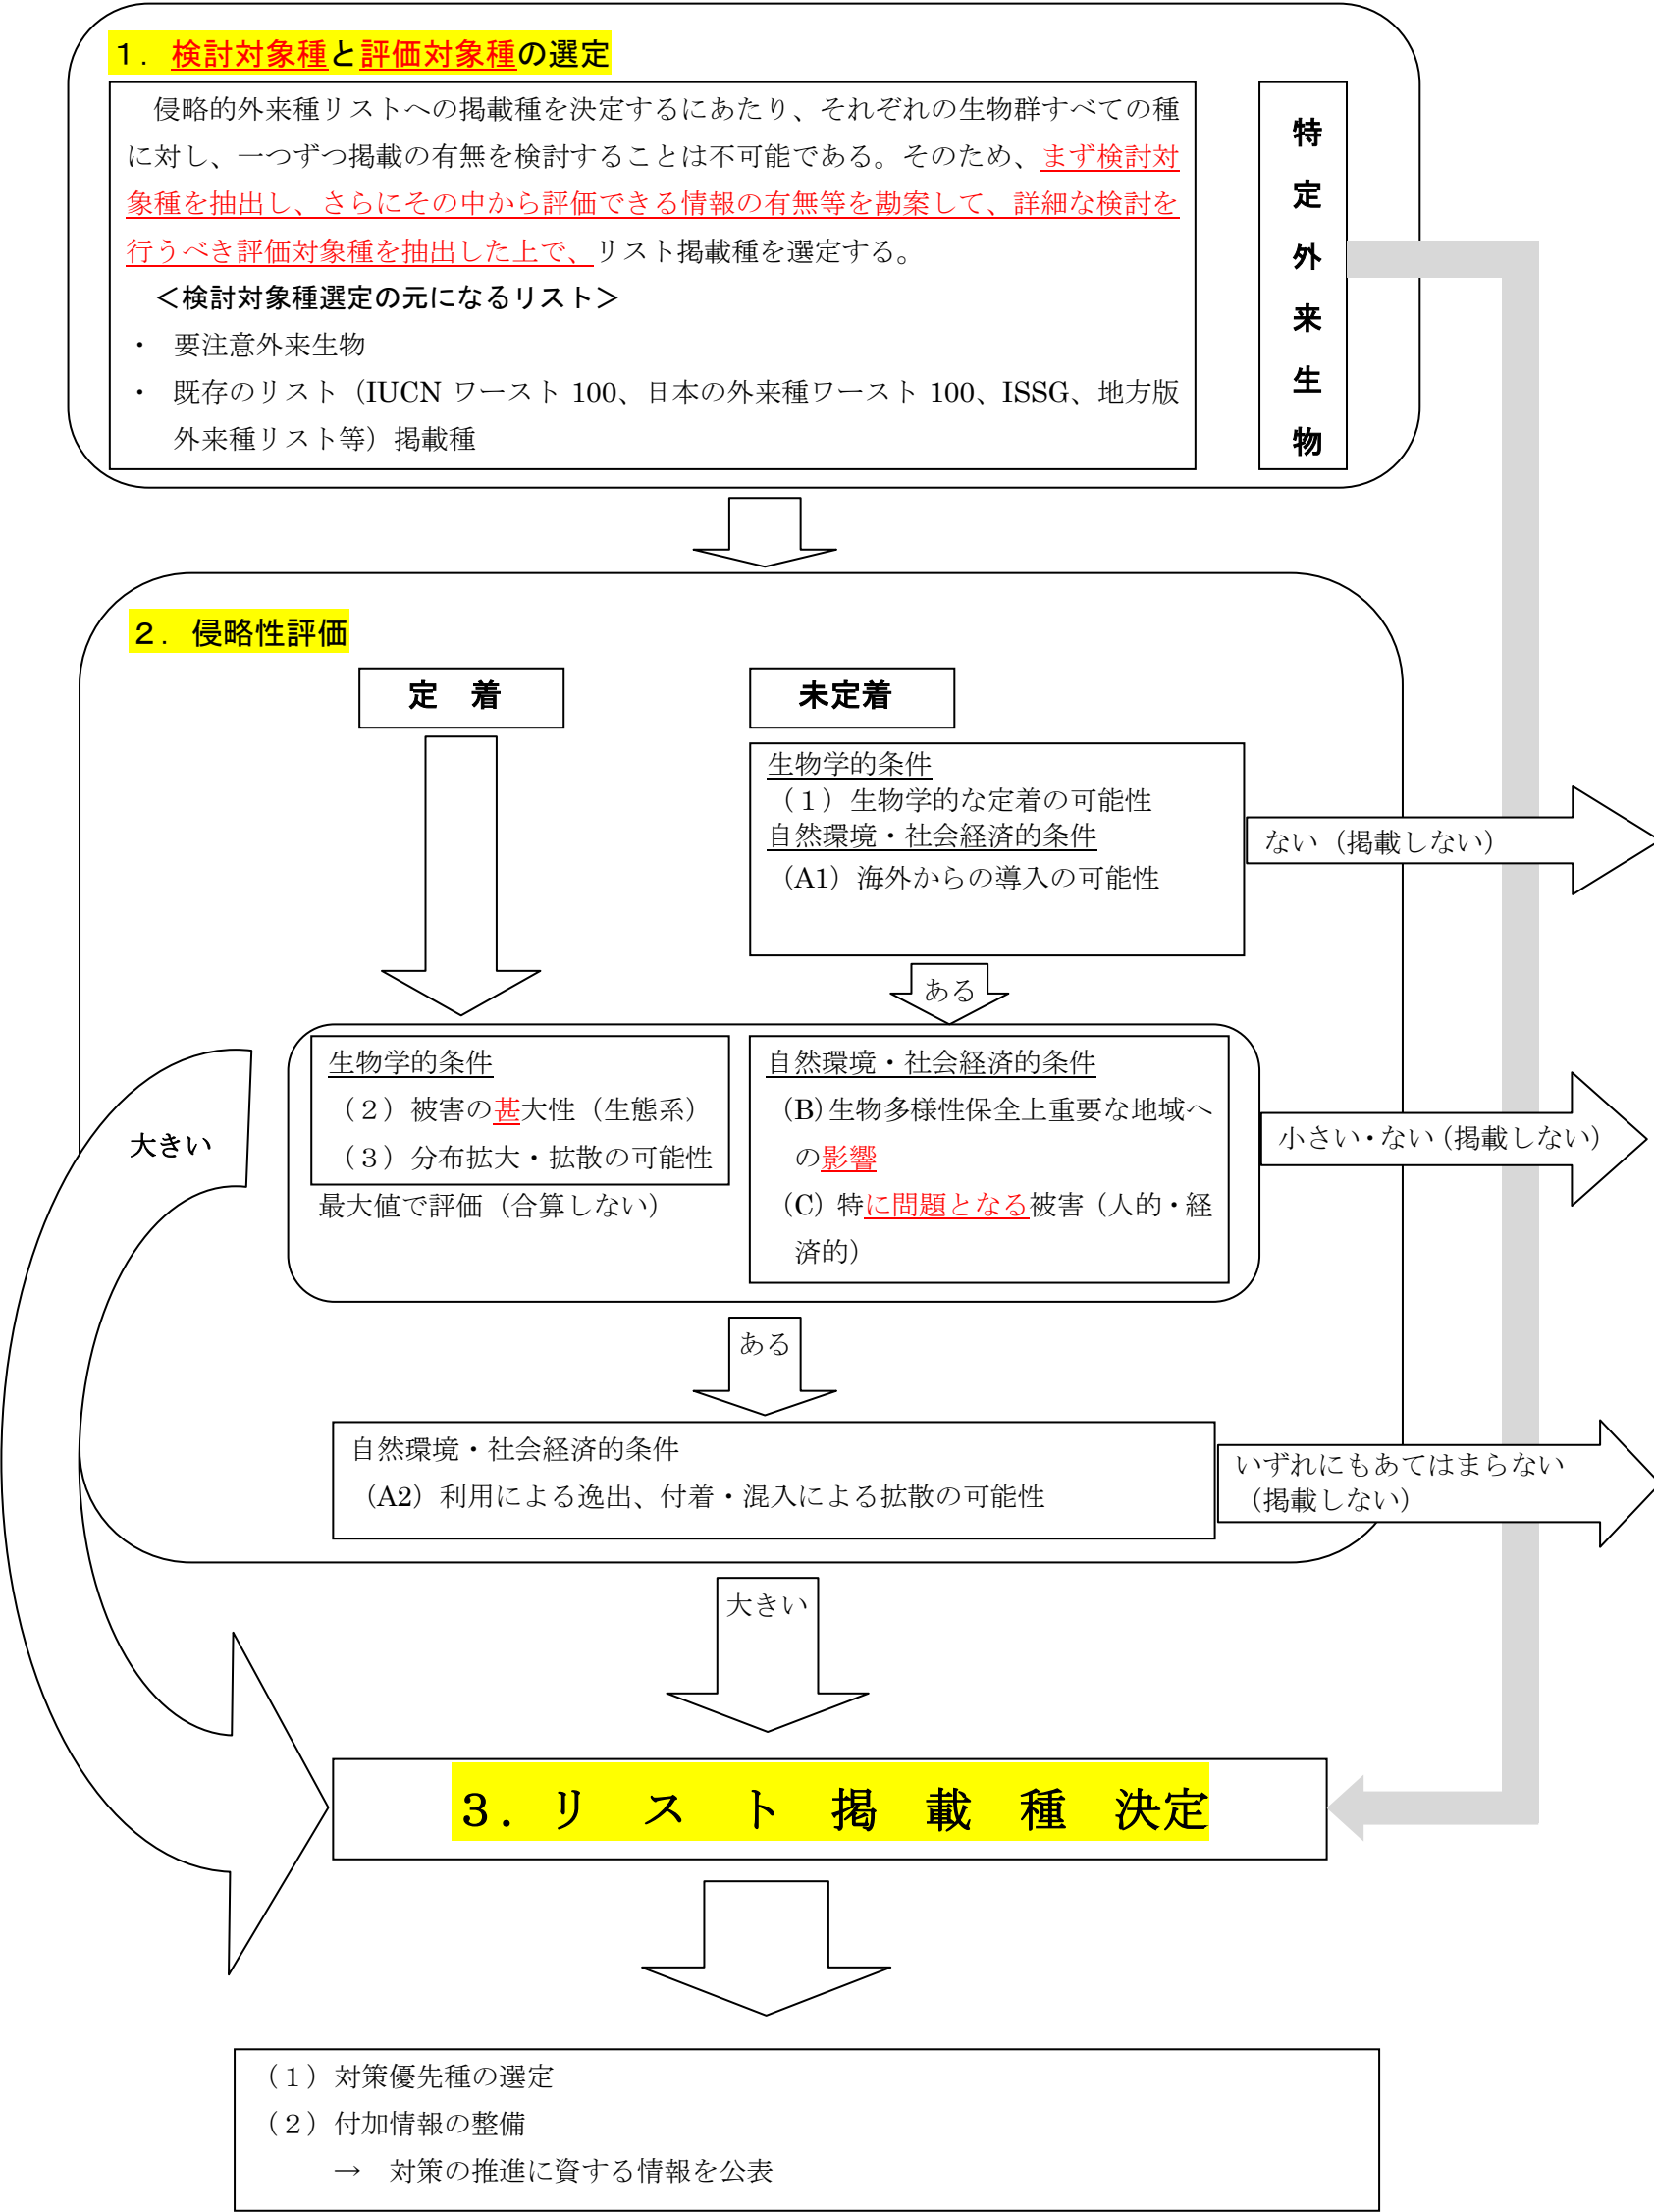 １．検討対象種と評価対象種の選定
侵略的外来種リストへの掲載種を決定するにあたり、それぞれの生物群すべての種
に対し、一つずつ掲載の有無を検討することは不可能である。そのため、まず検討対
象種を抽出し、さらにその中から評価できる情報の有無等を勘案して、詳細な検討を
行うべき評価対象種を抽出した上で、リスト掲載種を選定する。
＜検討対象種選定の元になるリスト＞
・ 要注意外来生物
・ 既存のリスト（IUCN ワースト 100、日本の外来種ワースト 100、ISSG、地方版
外来種リスト等）掲載種
特定外来生物
２．侵略性評価
定　着
未定着
生物学的条件
（１）生物学的な定着の可能性
自然環境・社会経済的条件
（A1）海外からの導入の可能性
ない（掲載しない）
ある
生物学的条件
（２）被害の甚大性（生態系）
（３）分布拡大・拡散の可能性
最大値で評価（合算しない）
自然環境・社会経済的条件
（B）生物多様性保全上重要な地域へ
の影響
（C）特に問題となる被害（人的・経
済的）
大きい
小さい・ない（掲載しない）
ある
自然環境・社会経済的条件
（A2）利用による逸出、付着・混入による拡散の可能性
いずれにもあてはまらない
（掲載しない）
大きい
３．リ　ス　ト　掲　載　種　決定
（１）対策優先種の選定
（２）付加情報の整備
→　対策の推進に資する情報を公表